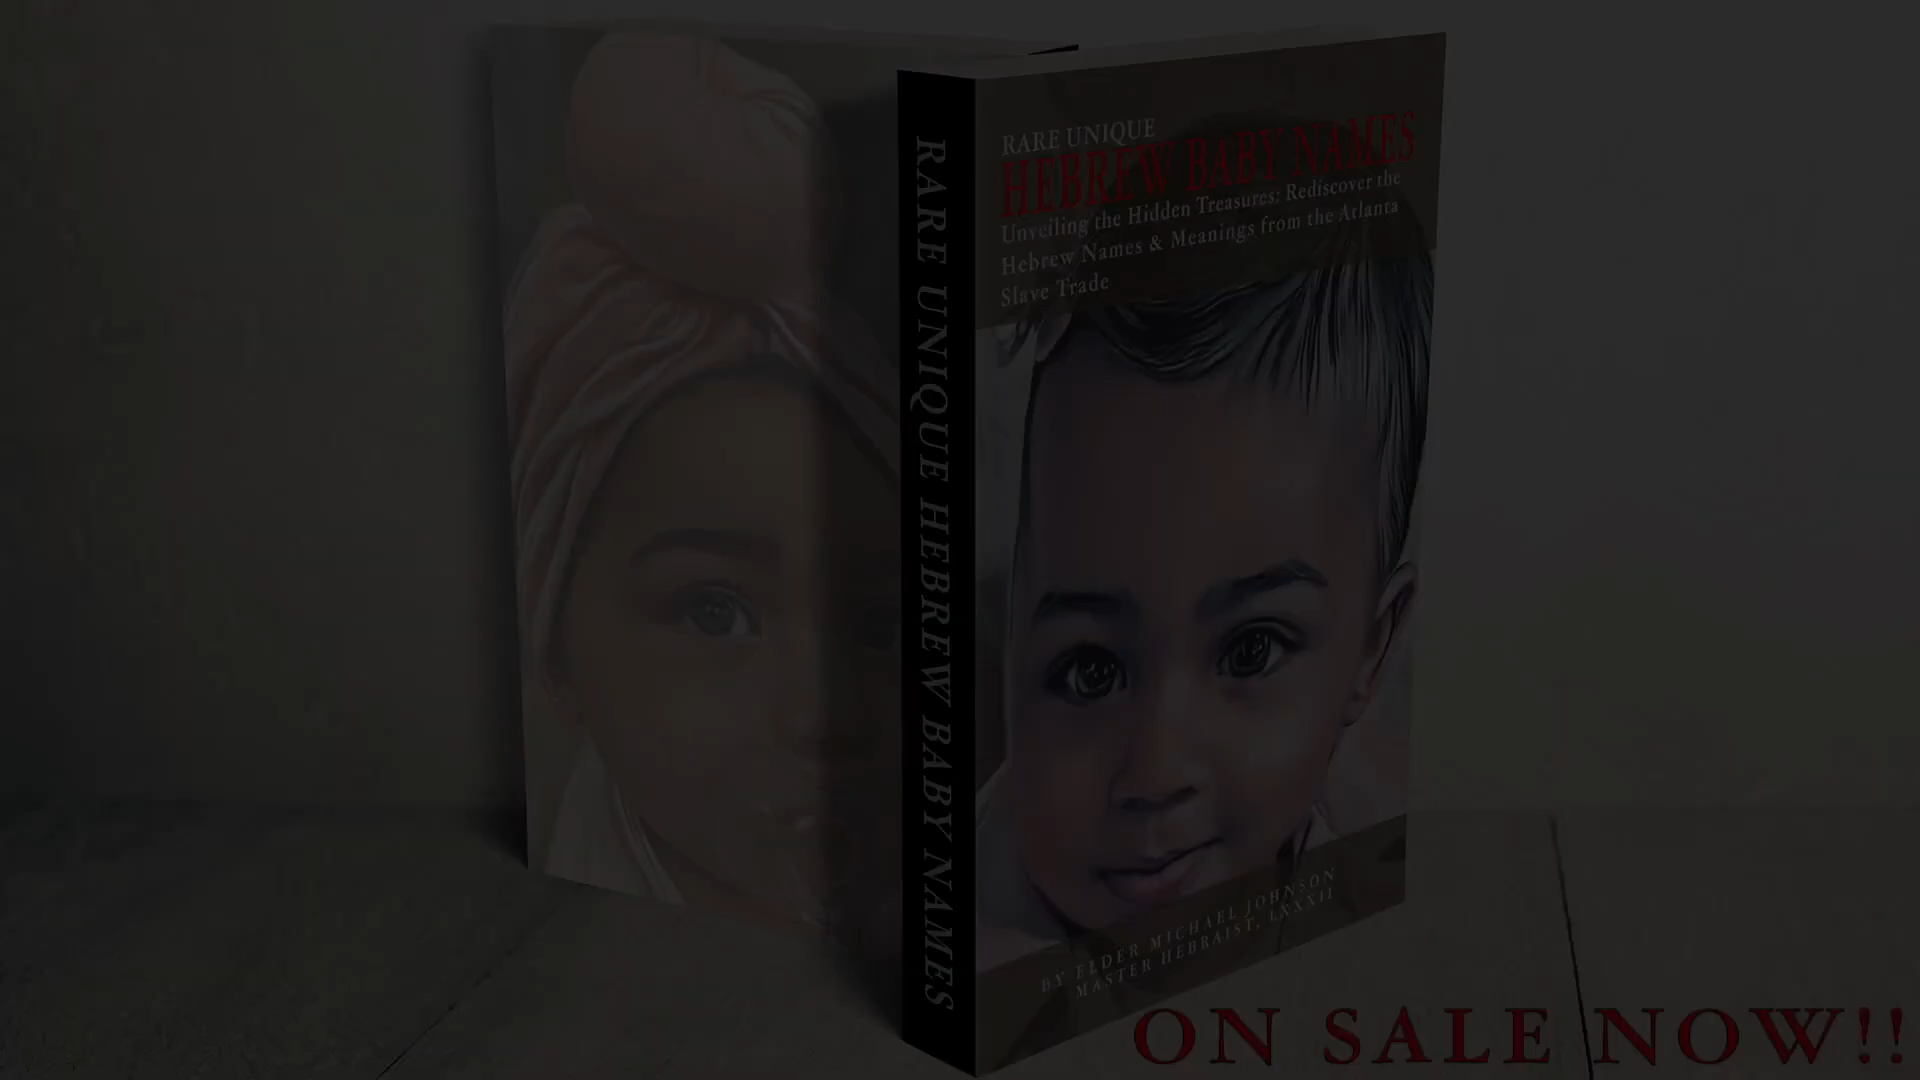 RARE UNIQUE HEBREW BABY NAMES
RARE UNIQUE
HEBREW BABY NAMES
Unveiling the Hidden Treasures: Rediscover the
Hebrew Names & Meanings from the Atlanta
Slave Trade
BY ELDER MICHAEL JOHNSON
MASTER HEBRAIST, LXXXII
ON SALE NOW!!